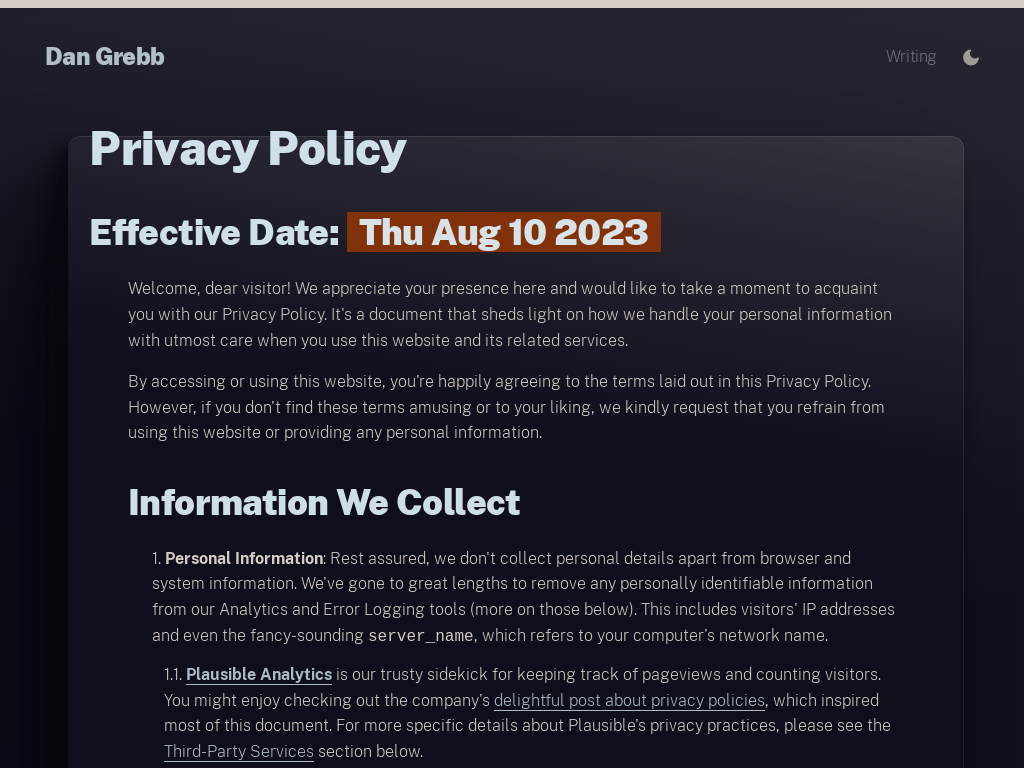 Dan Grebb
Writing
Privacy Policy
Effective Date: Thu Aug 10 2023
Welcome, dear visitor! We appreciate your presence here and would like to take a moment to acquaint
you with our Privacy Policy. It's a document that sheds light on how we handle your personal information
with utmost care when you use this website and its related services.
By accessing or using this website, you're happily agreeing to the terms laid out in this Privacy Policy.
However, if you don't find these terms amusing or to your liking, we kindly request that you refrain from
using this website or providing any personal information.
Information We Collect
1. Personal Information: Rest assured, we don't collect personal details apart from browser and
system information. We've gone to great lengths to remove any personally identifiable information
from our Analytics and Error Logging tools (more on those below). This includes visitors' IP addresses
and even the fancy-sounding server_name, which refers to your computer's network name.
1.1. Plausible Analytics is our trusty sidekick for keeping track of pageviews and counting visitors.
You might enjoy checking out the company's delightful post about privacy policies, which inspired
most of this document. For more specific details about Plausible's privacy practices, please see the
Third-Party Services section below.